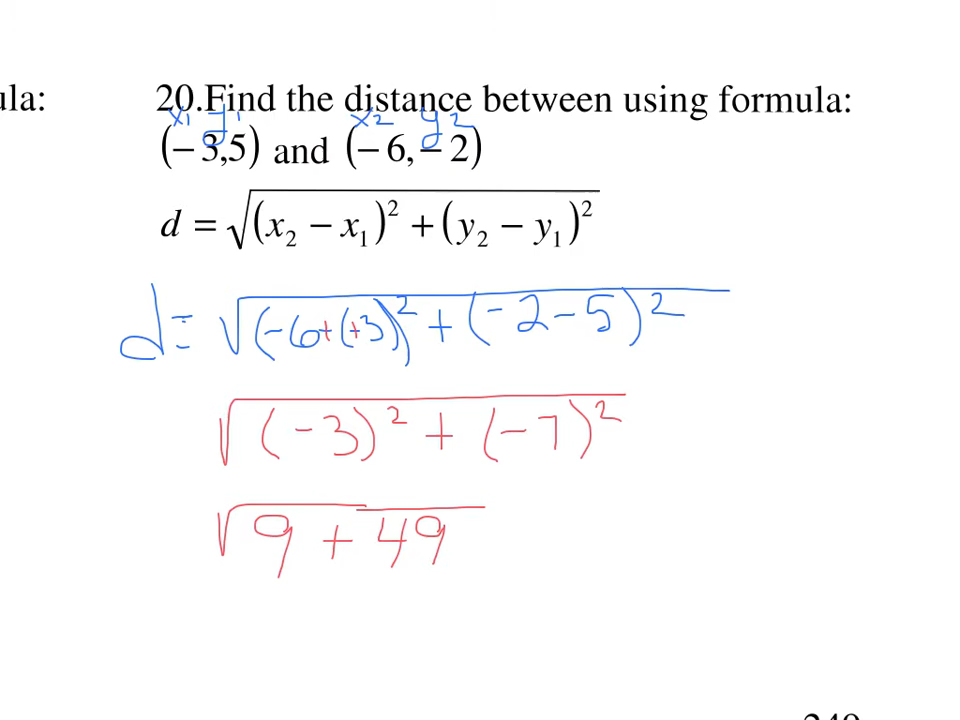 ula:
20.Find the distance between using formula:
x1 y1 x2 y2
(− 3,5) and (− 6,− 2)
d = √(x₂ − x₁)² + (y₂ − y₁)²
d = √(-6+(+3))² + (-2-5)²
√(-3)² + (-7)²
√9 + 49